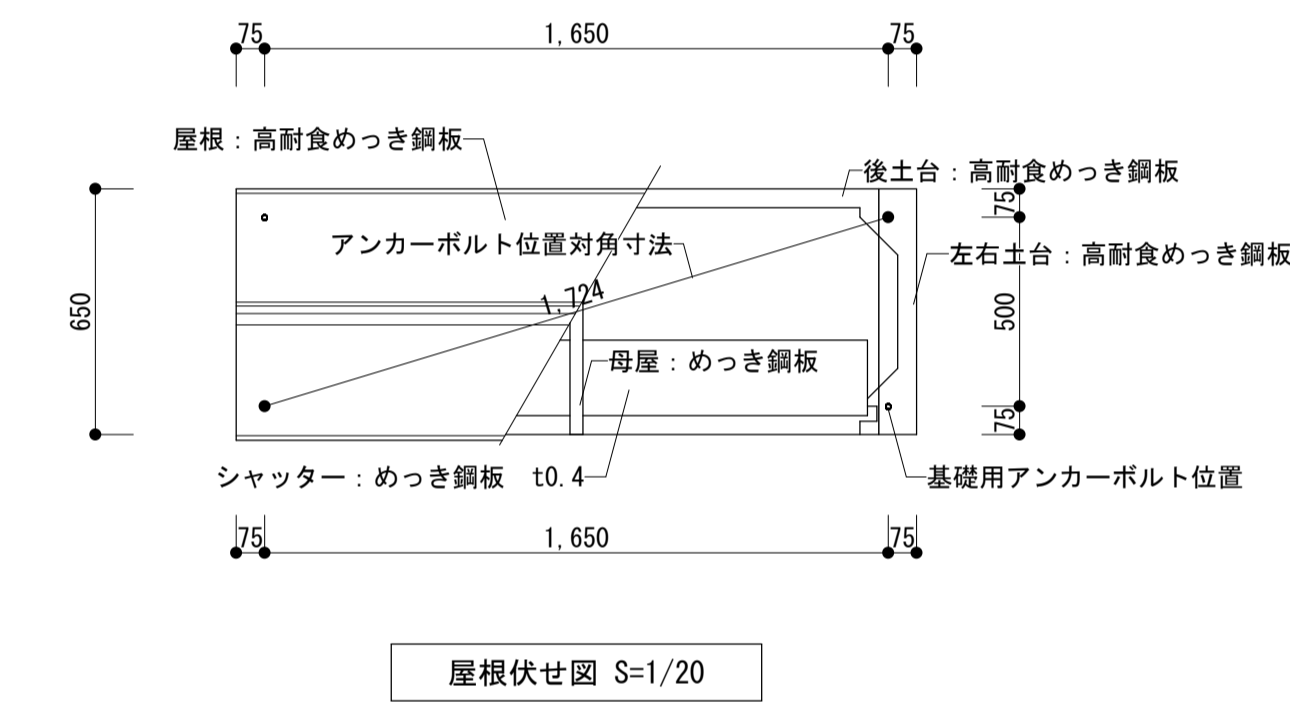 75
1,650
75
屋根：高耐食めっき鋼板
後土台：高耐食めっき鋼板
75
アンカーボルト位置対角寸法
左右土台：高耐食めっき鋼板
1,724
650
500
母屋：めっき鋼板
75
シャッター：めっき鋼板　t0.4
基礎用アンカーボルト位置
75
1,650
75
屋根伏せ図 S=1/20